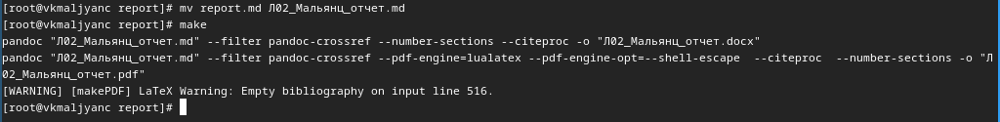 [root@vkmaljyanc report]# mv report.md Л02_Мальянц_отчет.md
[root@vkmaljyanc report]# make
pandoc "Л02_Мальянц_отчет.md" --filter pandoc-crossref --number-sections --citeproc -o "Л02_Мальянц_отчет.docx"
pandoc "Л02_Мальянц_отчет.md" --filter pandoc-crossref --pdf-engine=lualatex --pdf-engine-opt=--shell-escape  --citeproc  --number-sections -o "Л
02_Мальянц_отчет.pdf"
[WARNING] [makePDF] LaTeX Warning: Empty bibliography on input line 516.
[root@vkmaljyanc report]#